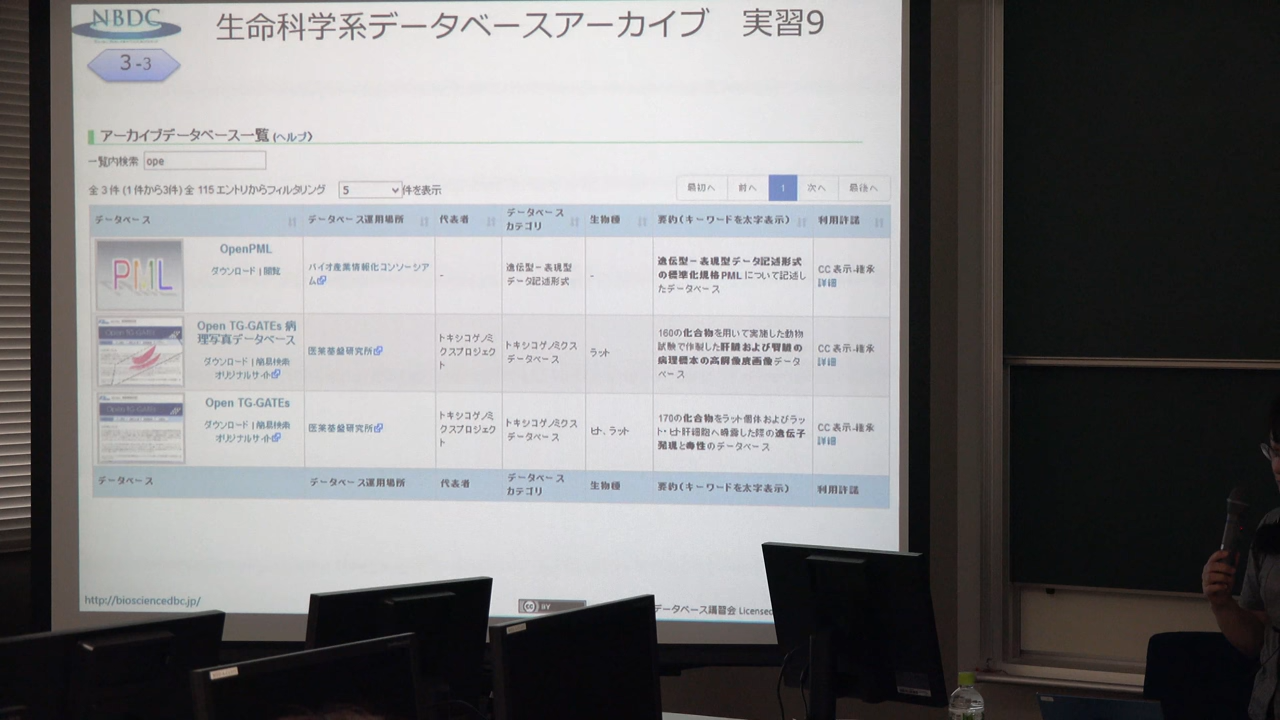 NBDC
生命科学系データベースアーカイブ 実習9
3-3
アーカイブデータベース一覧 (ヘルプ)
一覧内検索 ope
全 3 件 (1 件から3件) 全 115 エントリからフィルタリング 5 件を表示
最初へ 前へ 1 次へ 最後へ
データベース データベース運用場所 代表者 データベース
カテゴリ 生物種 要約(キーワードを太字表示) 利用許諾
PML
OpenPML
ダウンロード | 閲覧
バイオ産業情報化コンソーシア
ム
-
遺伝型－表現型
データ記述形式
-
遺伝型－表現型データ記述形式
の標準化規格PMLについて記述し
たデータベース
CC 表示-継承
詳細
Open TG-GATEs 病
理写真データベース
ダウンロード | 簡易検索
オリジナルサイト
医薬基盤研究所
トキシコゲノミ
クスプロジェク
ト
トキシコゲノミクス
データベース
ラット
160の化合物を用いて実施した動物
試験で作製した肝臓および腎臓の
病理標本の高解像度画像データ
ベース
CC 表示-継承
詳細
Open TG-GATEs
ダウンロード | 簡易検索
オリジナルサイト
医薬基盤研究所
トキシコゲノミ
クスプロジェク
ト
トキシコゲノミクス
データベース
ヒト、ラット
170の化合物をラット個体およびラッ
ト・ヒト肝細胞へ曝露した際の遺伝子
発現と毒性のデータベース
CC 表示-継承
詳細
データベース データベース運用場所 代表者 データベース
カテゴリ 生物種 要約(キーワードを太字表示) 利用許諾
http://biosciencedbc.jp/
cc BY
データベース講習会 Licensed